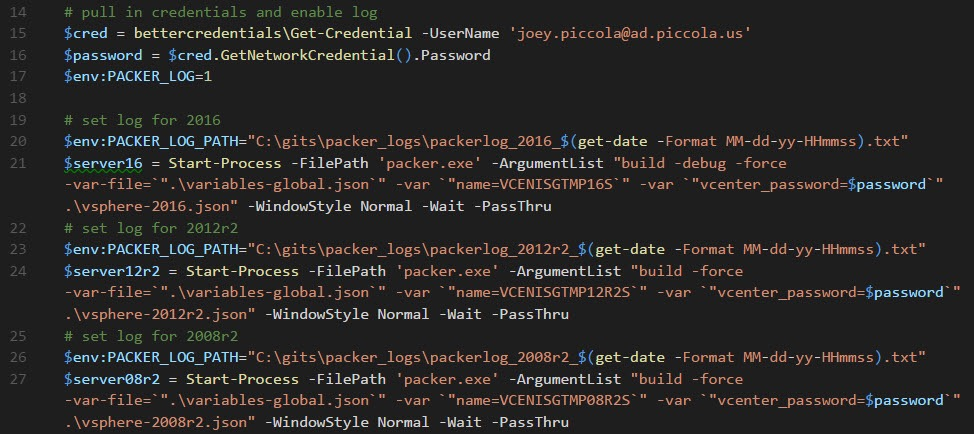 14 # pull in credentials and enable log
15 $cred = bettercredentials\Get-Credential -UserName 'joey.piccola@ad.piccola.us'
16 $password = $cred.GetNetworkCredential().Password
17 $env:PACKER_LOG=1
18
19 # set log for 2016
20 $env:PACKER_LOG_PATH="C:\gits\packer_logs\packerlog_2016_$(get-date -Format MM-dd-yy-HHmmss).txt"
21 $server16 = Start-Process -FilePath 'packer.exe' -ArgumentList "build -debug -force
-var-file=`".\variables-global.json`" -var `"name=VCENISGTMP16S`" -var `"vcenter_password=$password`"
.\vsphere-2016.json" -WindowStyle Normal -Wait -PassThru
22 # set log for 2012r2
23 $env:PACKER_LOG_PATH="C:\gits\packer_logs\packerlog_2012r2_$(get-date -Format MM-dd-yy-HHmmss).txt"
24 $server12r2 = Start-Process -FilePath 'packer.exe' -ArgumentList "build -force
-var-file=`".\variables-global.json`" -var `"name=VCENISGTMP12R2S`" -var `"vcenter_password=$password`"
.\vsphere-2012r2.json" -WindowStyle Normal -Wait -PassThru
25 # set log for 2008r2
26 $env:PACKER_LOG_PATH="C:\gits\packer_logs\packerlog_2008r2_$(get-date -Format MM-dd-yy-HHmmss).txt"
27 $server08r2 = Start-Process -FilePath 'packer.exe' -ArgumentList "build -force
-var-file=`".\variables-global.json`" -var `"name=VCENISGTMP08R2S`" -var `"vcenter_password=$password`"
.\vsphere-2008r2.json" -WindowStyle Normal -Wait -PassThru